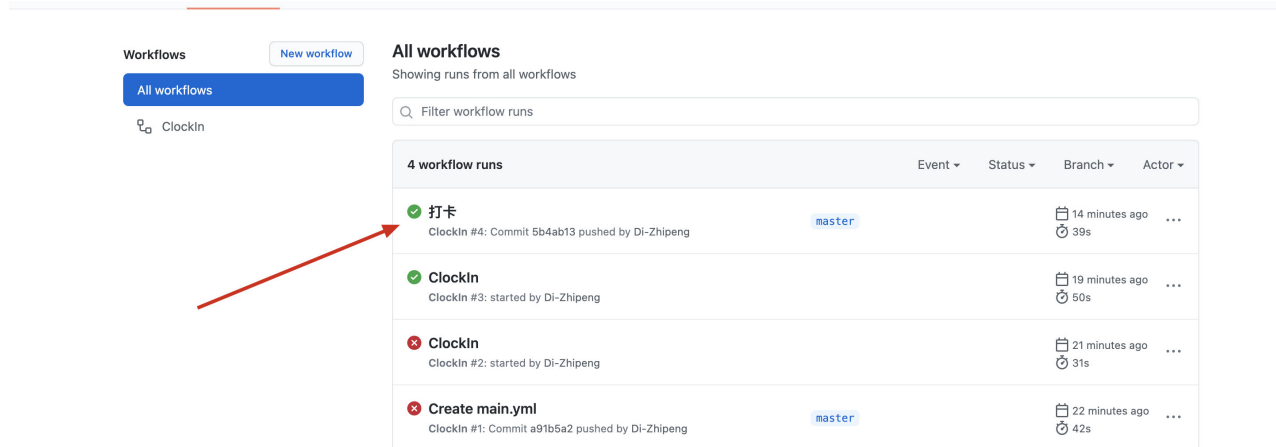 Workflows
New workflow
All workflows
ClockIn
All workflows
Showing runs from all workflows
Filter workflow runs
4 workflow runs
Event
Status
Branch
Actor
打卡
ClockIn #4: Commit 5b4ab13 pushed by Di-Zhipeng
master
14 minutes ago
39s
ClockIn
ClockIn #3: started by Di-Zhipeng
19 minutes ago
50s
ClockIn
ClockIn #2: started by Di-Zhipeng
21 minutes ago
31s
Create main.yml
ClockIn #1: Commit a91b5a2 pushed by Di-Zhipeng
master
22 minutes ago
42s